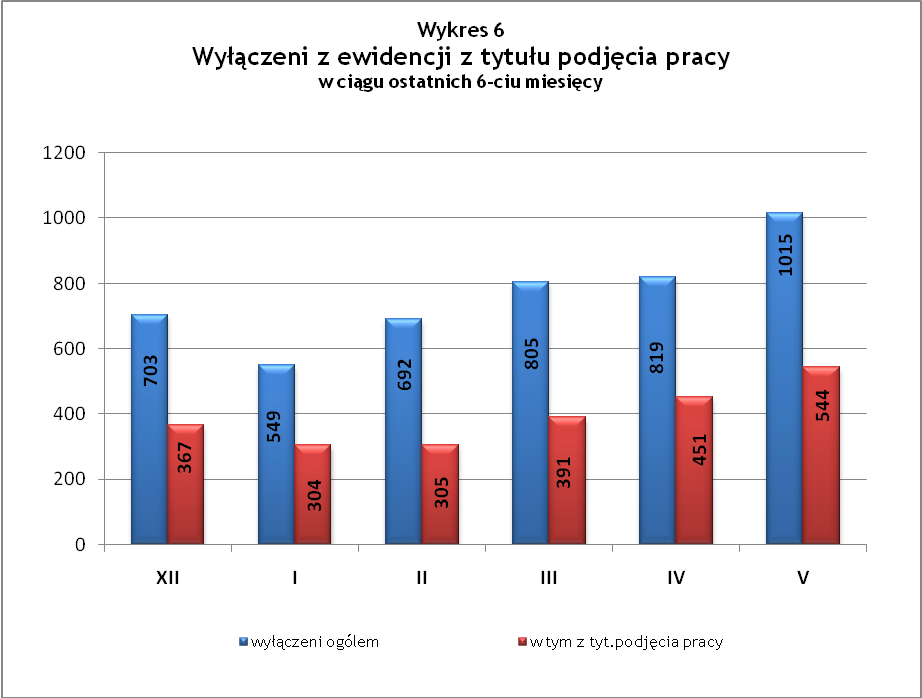 Wykres 6
Wyłączeni z ewidencji z tytułu podjęcia pracy
w ciągu ostatnich 6-ciu miesięcy
1200
1000
800
600
400
200
0
703
367
549
304
692
305
805
391
819
451
1015
544
XII
I
II
III
IV
V
wyłączeni ogólem
w tym z tyt.podjęcia pracy